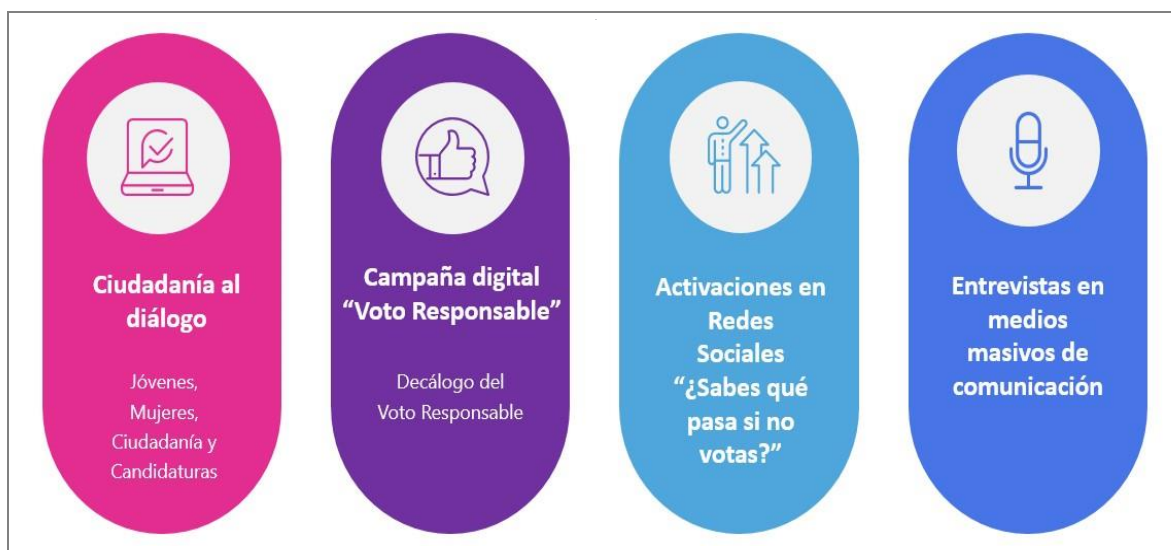 Ciudadanía al
diálogo
Jóvenes,
Mujeres,
Ciudadanía y
Candidaturas
Campaña digital
“Voto Responsable”
Decálogo del
Voto Responsable
Activaciones en
Redes
Sociales
“¿Sabes qué
pasa si no
votas?”
Entrevistas en
medios
masivos de
comunicación